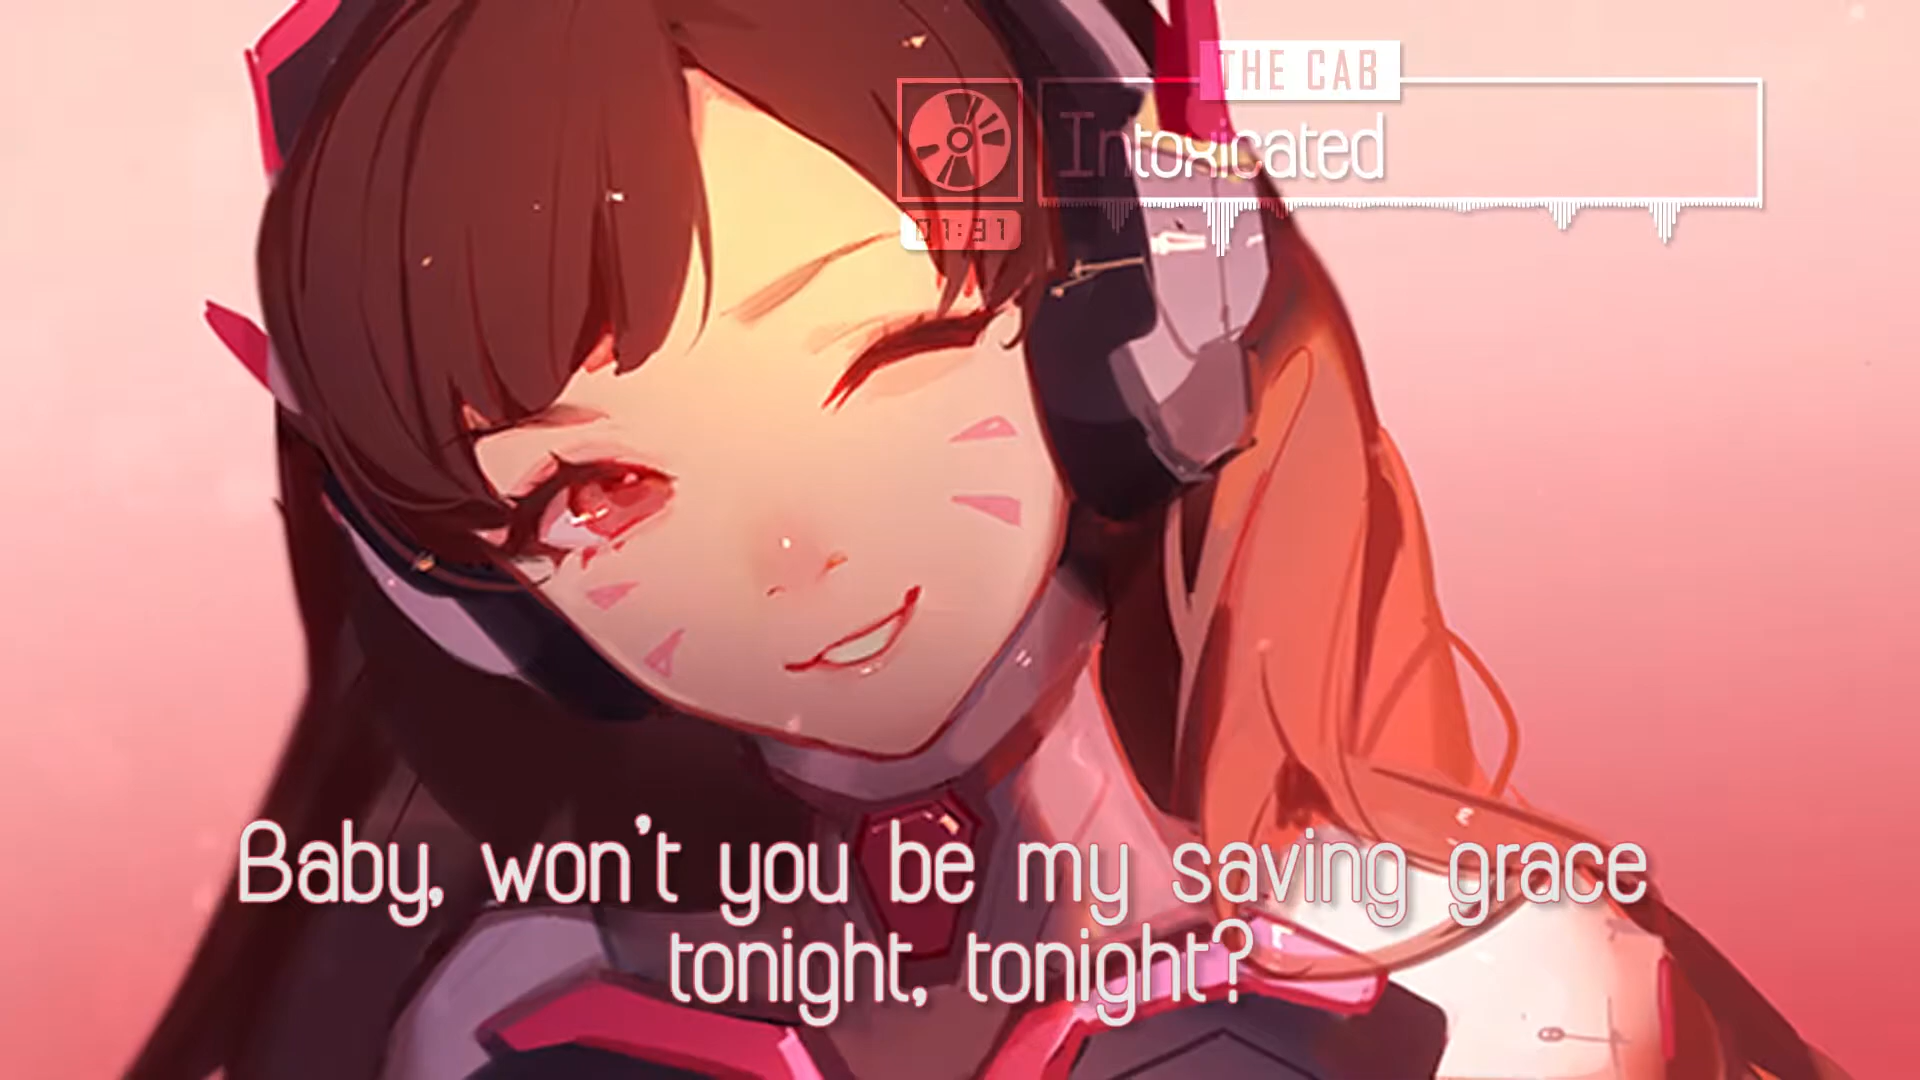 THE CAB
Intoxicated
01:31
Baby, won't you be my saving grace
tonight, tonight?